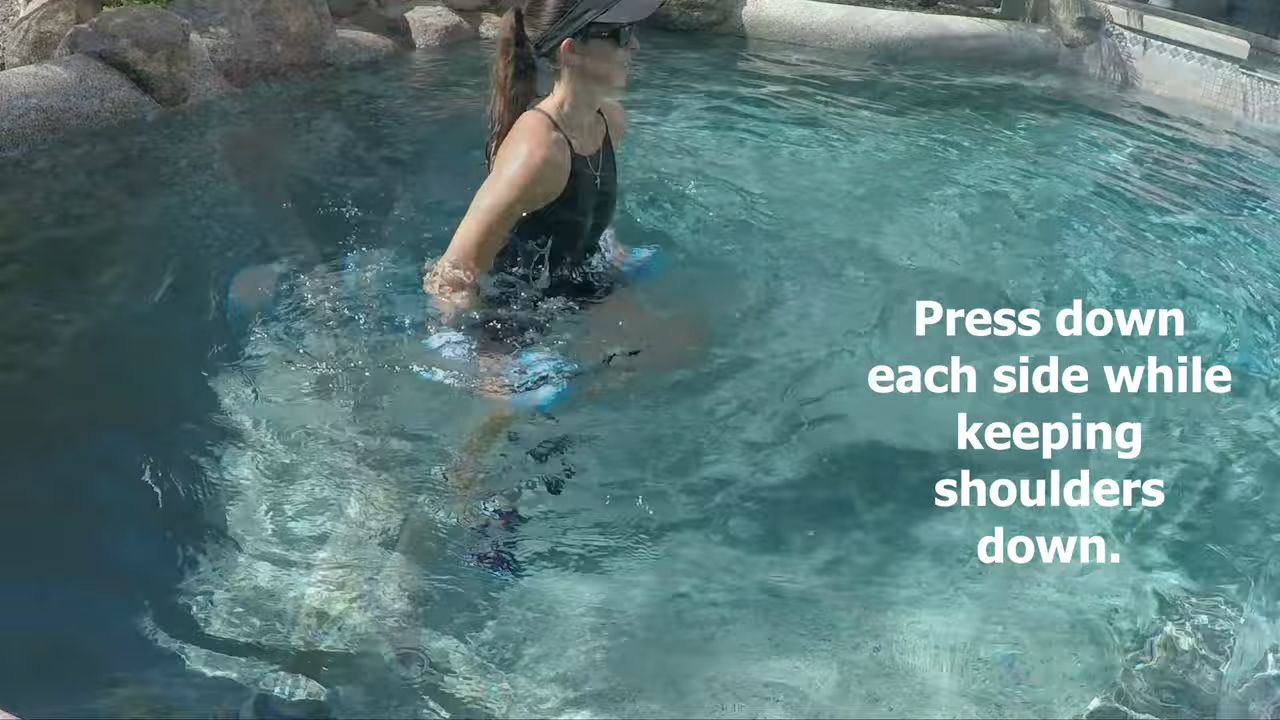 Press down
each side while
keeping
shoulders
down.